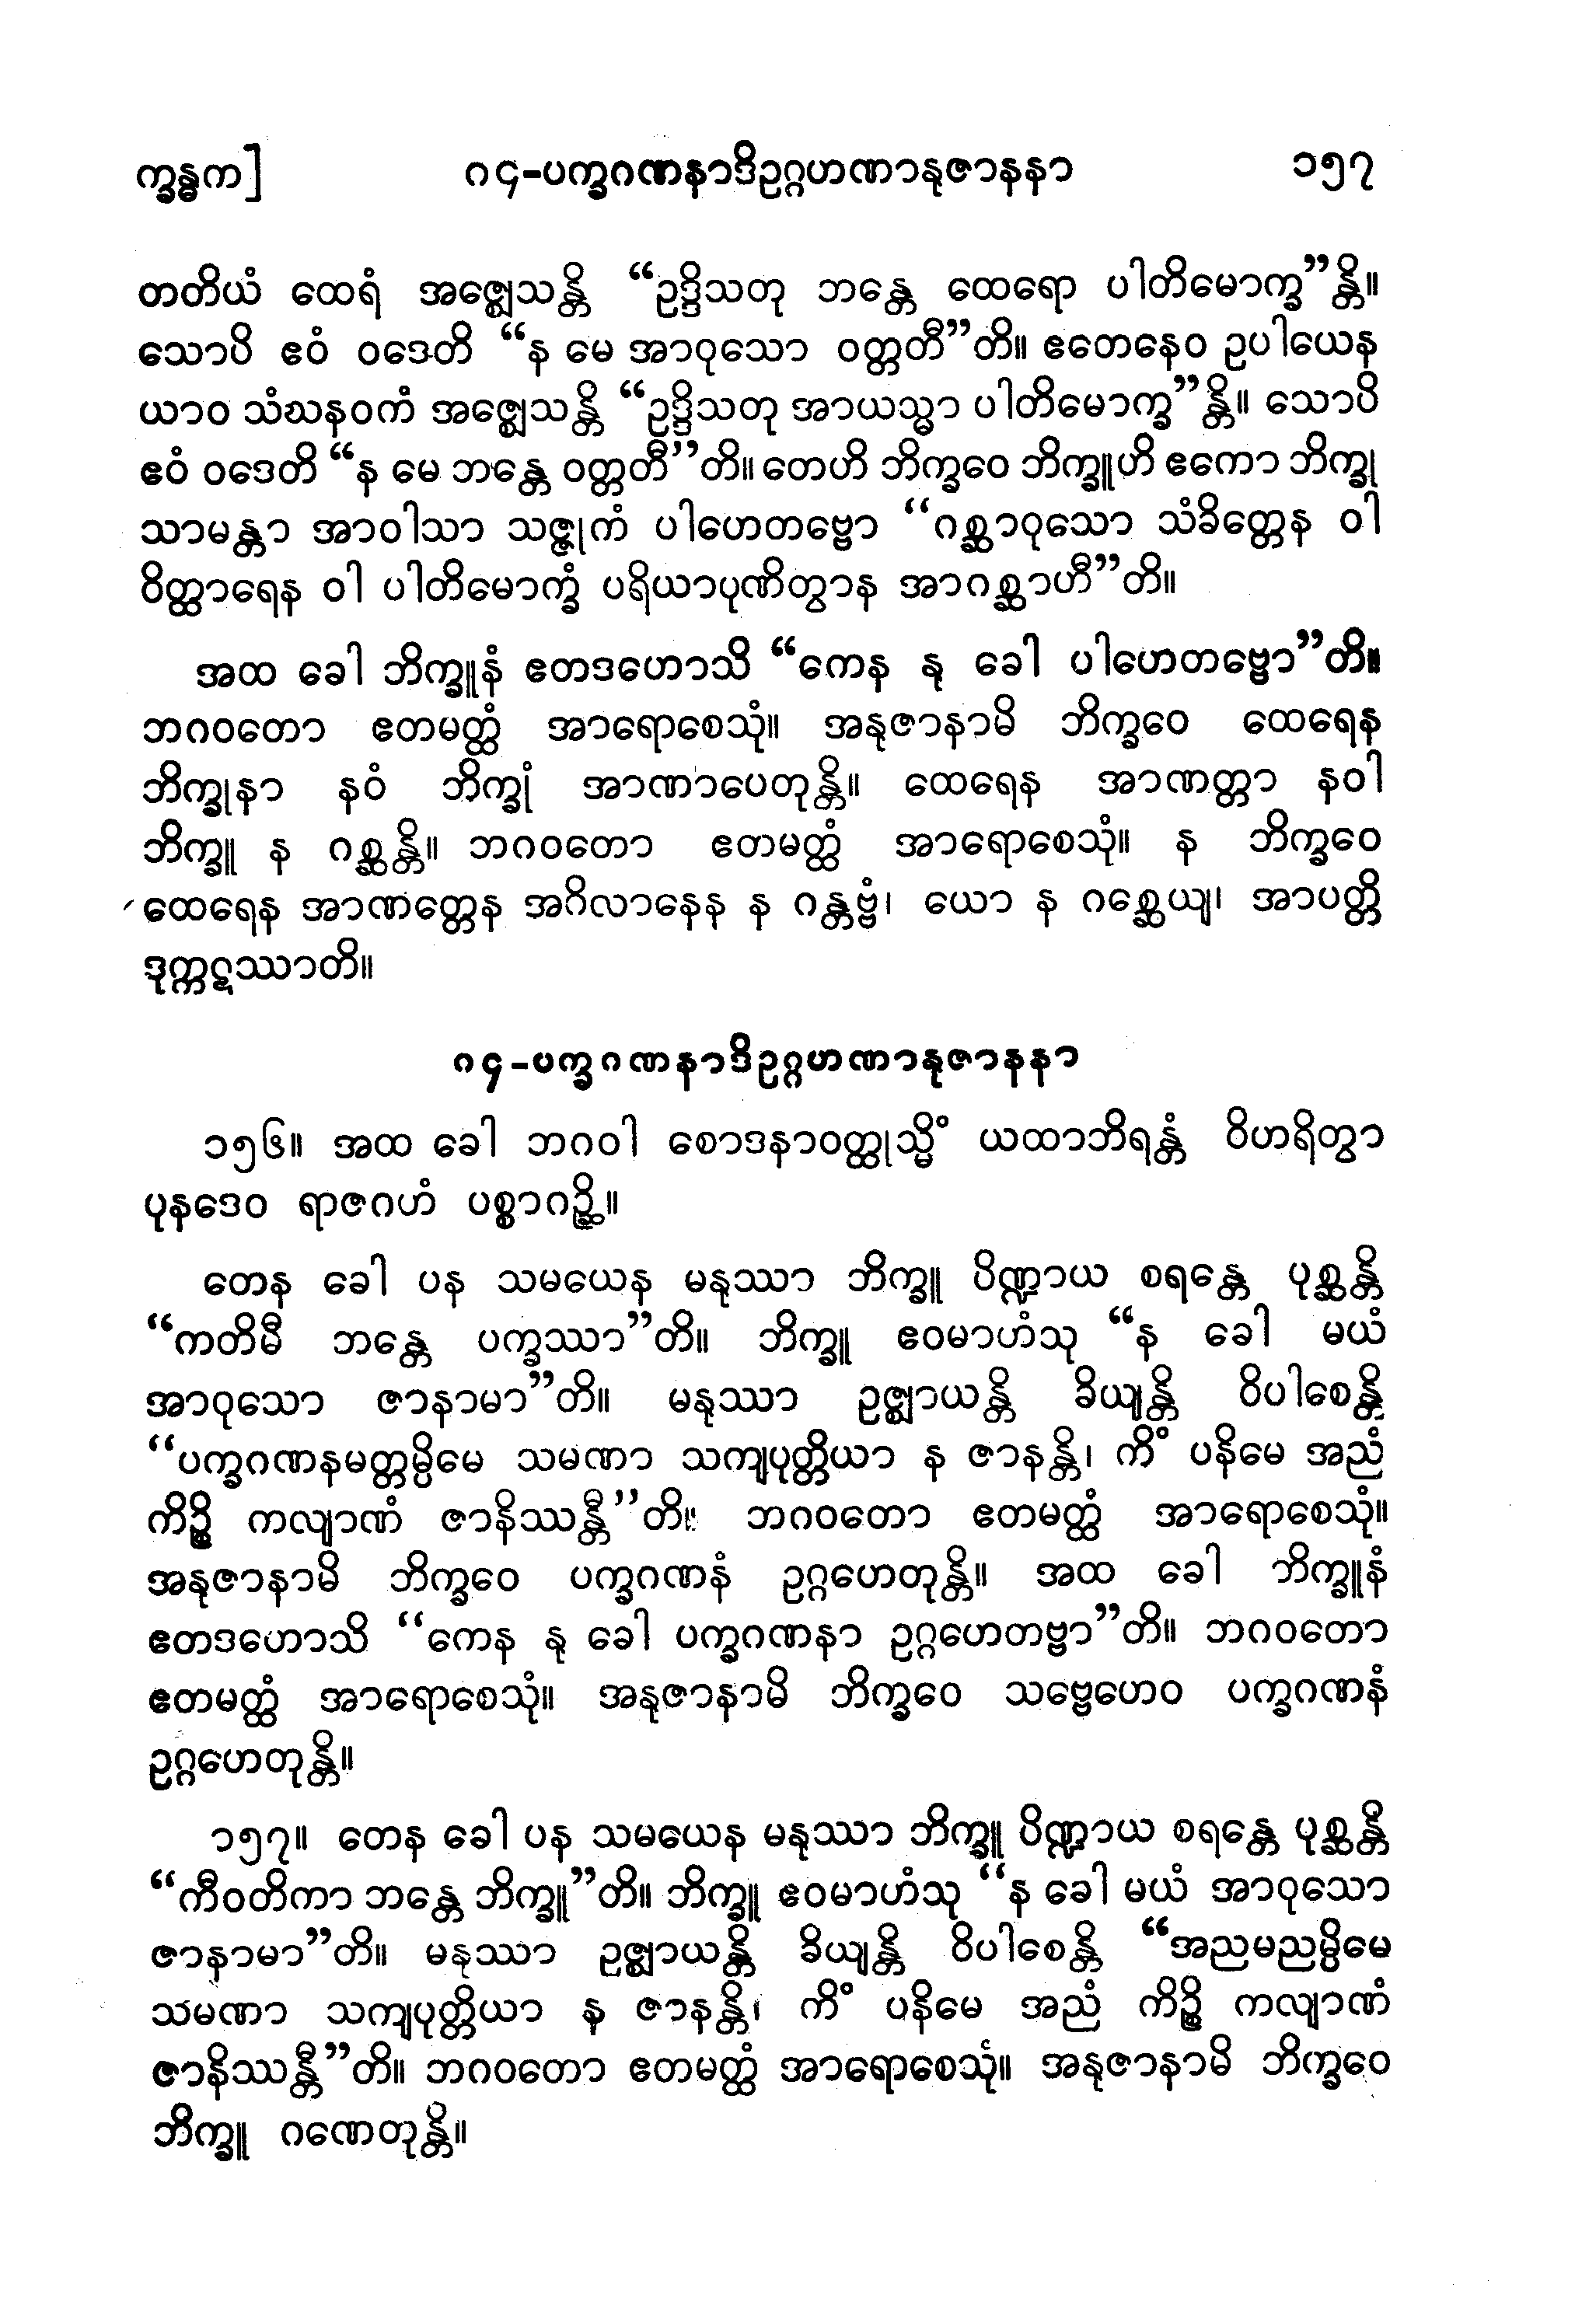 က္ခန္ဓက] ဂ၄-ပက္ခဂဏနာဒိဥဂ္ဂဟဏာနုဇာနနာ ၁၅၇
တတိယံ ထေရံ အဇ္ဈေသန္တိ “ဥဒ္ဒိသတု ဘန္တေ ထေရော ပါတိမောက္ခ”န္တိ။
သောပိ ဧဝံ ဝဒေတိ “န မေ အာဝုသော ဝတ္တတီ”တိ။ ဧတေနေဝ ဥပါယေန
ယာဝ သံဃနဝကံ အဇ္ဈေသန္တိ “ဥဒ္ဒိသတု အာယသ္မာ ပါတိမောက္ခ”န္တိ။ သောပိ
ဧဝံ ဝဒေတိ “န မေ ဘန္တေ ဝတ္တတီ”တိ။ တေဟိ ဘိက္ခဝေ ဘိက္ခူဟိ ဧကော ဘိက္ခု
သာမန္တာ အာဝါသာ သဇ္ဇုကံ ပါဟေတဗ္ဗော “ဂစ္ဆာဝုသော သံခိတ္တေန ဝါ
ဝိတ္ထာရေန ဝါ ပါတိမောက္ခံ ပရိယာပုဏိတွာန အာဂစ္ဆာဟီ”တိ။
အထ ခေါ ဘိက္ခူနံ ဧတဒဟောသိ “ကေန နု ခေါ ပါဟေတဗ္ဗော”တိ။
ဘဂဝတော ဧတမတ္ထံ အာရောစေသုံ။ အနုဇာနာမိ ဘိက္ခဝေ ထေရေန
ဘိက္ခုနာ နဝံ ဘိက္ခုံ အာဏာပေတုန္တိ။ ထေရေန အာဏတ္တာ နဝါ
ဘိက္ခူ န ဂစ္ဆန္တိ။ ဘဂဝတော ဧတမတ္ထံ အာရောစေသုံ။ န ဘိက္ခဝေ
ထေရေန အာဏတ္တေန အဂိလာနေန န ဂန္တဗ္ဗံ၊ ယော န ဂစ္ဆေယျ၊ အာပတ္တိ
ဒုက္ကဋဿာတိ။
ဂ၄-ပက္ခဂဏနာဒိဥဂ္ဂဟဏာနုဇာနနာ
၁၅၆။ အထ ခေါ ဘဂဝါ စောဒနာဝတ္ထုသ္မိံ ယထာဘိရန္တံ ဝိဟရိတွာ
ပုနဒေဝ ရာဇဂဟံ ပစ္စာဂဉ္ဆိ။
တေန ခေါ ပန သမယေန မနုဿာ ဘိက္ခူ ပိဏ္ဍာယ စရန္တေ ပုစ္ဆန္တိ
“ကတိမီ ဘန္တေ ပက္ခဿာ”တိ။ ဘိက္ခူ ဧဝမာဟံသု “န ခေါ မယံ
အာဝုသော ဇာနာမာ”တိ။ မနုဿာ ဥဇ္ဈာယန္တိ ခိယျန္တိ ဝိပါစေန္တိ
“ပက္ခဂဏနမတ္တမ္ပိမေ သမဏာ သကျပုတ္တိယာ န ဇာနန္တိ၊ ကိံ ပနိမေ အညံ
ကိဉ္စိ ကလျာဏံ ဇာနိဿန္တီ”တိ။ ဘဂဝတော ဧတမတ္ထံ အာရောစေသုံ။
အနုဇာနာမိ ဘိက္ခဝေ ပက္ခဂဏနံ ဥဂ္ဂဟေတုန္တိ။ အထ ခေါ ဘိက္ခူနံ
ဧတဒဟောသိ “ကေန နု ခေါ ပက္ခဂဏနာ ဥဂ္ဂဟေတဗ္ဗာ”တိ။ ဘဂဝတော
ဧတမတ္ထံ အာရောစေသုံ။ အနုဇာနာမိ ဘိက္ခဝေ သဗ္ဗေဟေဝ ပက္ခဂဏနံ
ဥဂ္ဂဟေတုန္တိ။
၁၅၇။ တေန ခေါ ပန သမယေန မနုဿာ ဘိက္ခူ ပိဏ္ဍာယ စရန္တေ ပုစ္ဆန္တိ
“ကီဝတိကာ ဘန္တေ ဘိက္ခူ”တိ။ ဘိက္ခူ ဧဝမာဟံသု “န ခေါ မယံ အာဝုသော
ဇာနာမာ”တိ။ မနုဿာ ဥဇ္ဈာယန္တိ ခိယျန္တိ ဝိပါစေန္တိ “အညမညမ္ပိမေ
သမဏာ သကျပုတ္တိယာ န ဇာနန္တိ၊ ကိံ ပနိမေ အညံ ကိဉ္စိ ကလျာဏံ
ဇာနိဿန္တီ”တိ။ ဘဂဝတော ဧတမတ္ထံ အာရောစေသုံ။ အနုဇာနာမိ ဘိက္ခဝေ
ဘိက္ခူ ဂဏေတုန္တိ။